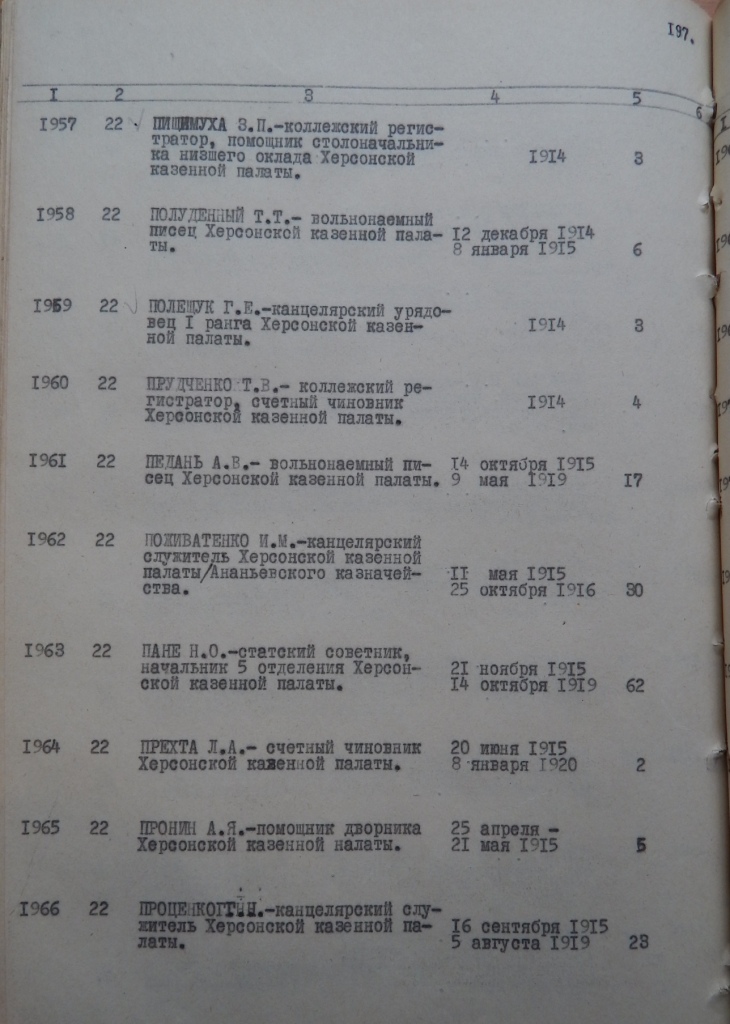 197.
1 2 3 4 5 6
1957 22 ПИЩИМУХА З.П.-коллежский регис-
тратор, помощник столоначальни-
ка низшего оклада Херсонской 1914 3
казенной палаты.
1958 22 ПОЛУДЕННЫЙ Т.Т.- вольнонаемный
писец Херсонской казенной пала- 12 декабря 1914
ты. 8 января 1915 6
1959 22 ПОЛЕЩУК Г.Е.-канцелярский урядо-
вец I ранга Херсонской казен- 1914 3
ной палаты.
1960 22 ПРУДЧЕНКО Т.В.- коллежский ре-
гистратор, счетный чиновник 1914 4
Херсонской казенной палаты.
1961 22 ПЕДАНЬ А.В.- вольнонаемный пи- 14 октября 1915
сец Херсонской казенной палаты. 9 мая 1919 17
1962 22 ПОЖИВАТЕНКО И.М.-канцелярский
служитель Херсонской казенной
палаты/Ананьевского казначей- 11 мая 1915
ства. 25 октября 1916 30
1963 22 ПАНЕ Н.О.-статский советник,
начальник 5 отделения Херсон- 21 ноября 1915
ской казенной палаты. 14 октября 1919 62
1964 22 ПРЕХТА Л.А.- счетный чиновник 20 июня 1915
Херсонской казенной палаты. 8 января 1920 2
1965 22 ПРОНИН А.Я.-помощник дворника 25 апреля -
Херсонской казенной налаты. 21 мая 1915 5
1966 22 -канцелярский слу-
житель Херсонской казенной па- 16 сентября 1915
латы. 5 августа 1919 23